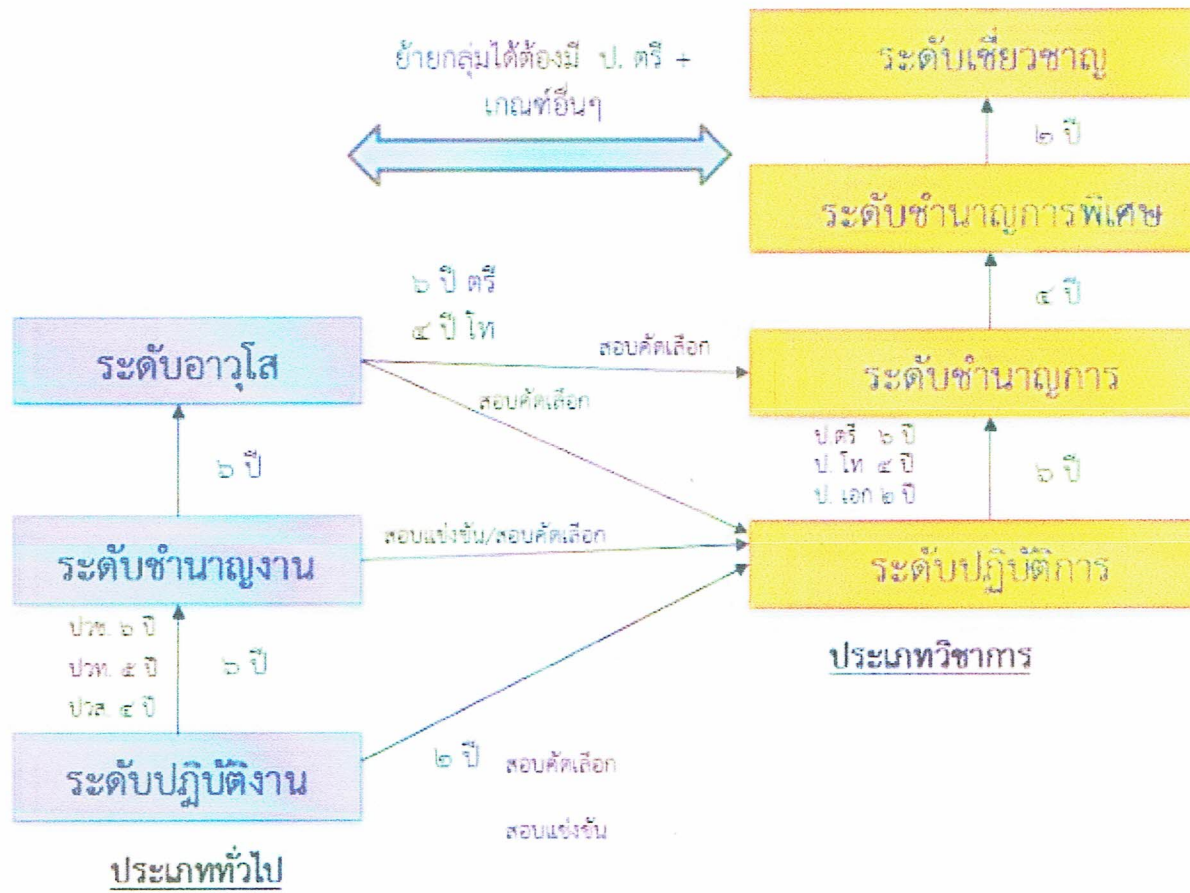 ย้ายกลุ่มได้ต้องมี ป. ตรี +
เกณฑ์อื่นๆ
ระดับเชี่ยวชาญ
๒ ปี
ระดับชำนาญการพิเศษ
๔ ปี
๖ ปี ตรี
๔ ปี โท
ระดับอาวุโส
สอบคัดเลือก
สอบคัดเลือก
ระดับชำนาญการ
๖ ปี
ป.ตรี ๖ ปี
ป. โท ๔ ปี
ป. เอก ๒ ปี
๖ ปี
ระดับชำนาญงาน
สอบแข่งขัน/สอบคัดเลือก
ระดับปฏิบัติการ
ปวช. ๖ ปี
ปวท. ๕ ปี
ปวส. ๔ ปี
๖ ปี
ประเภทวิชาการ
ระดับปฏิบัติงาน
๒ ปี สอบคัดเลือก
สอบแข่งขัน
ประเภททั่วไป